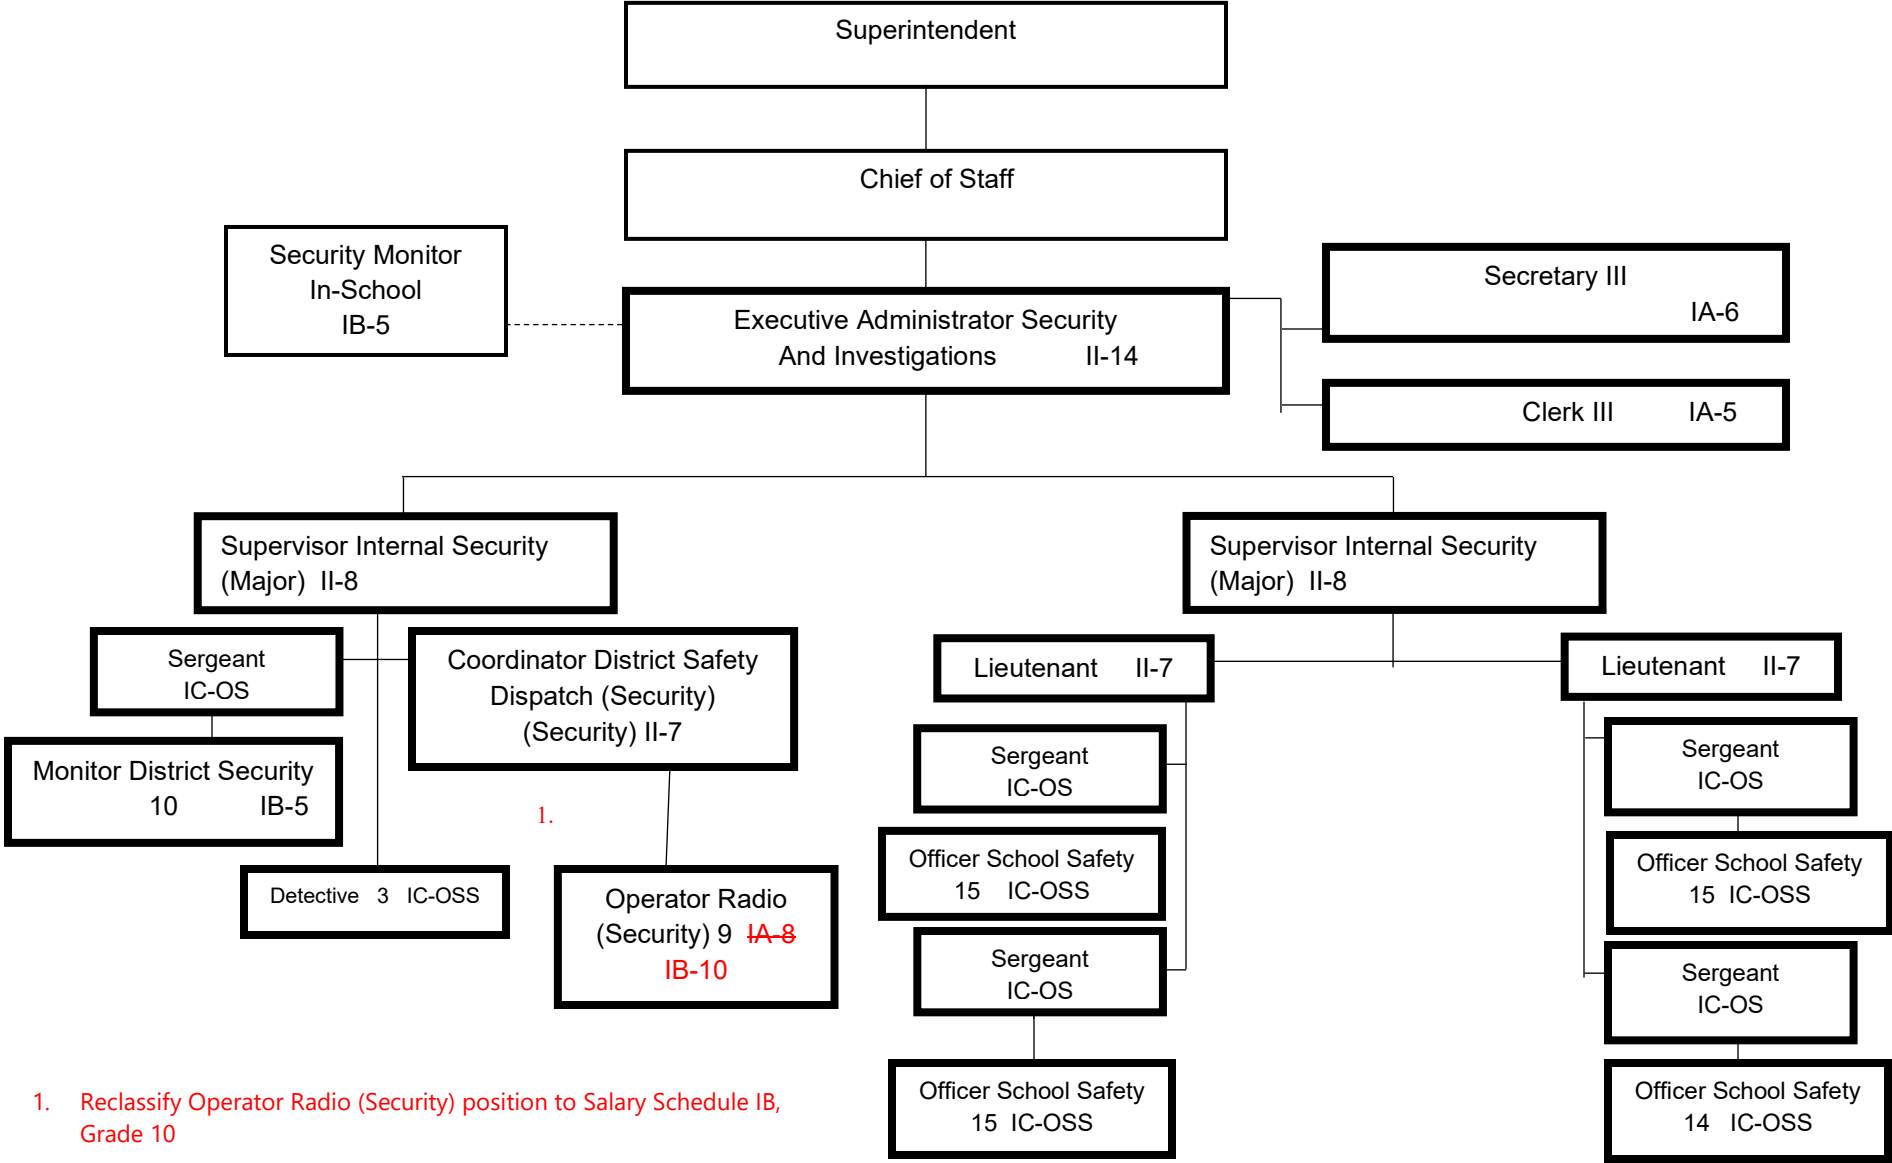 Superintendent
Chief of Staff
Security Monitor
In-School
IB-5
Executive Administrator Security
And Investigations II-14
Secretary III
IA-6
Clerk III IA-5
Supervisor Internal Security
(Major) II-8
Supervisor Internal Security
(Major) II-8
Sergeant
IC-OS
Coordinator District Safety
Dispatch (Security)
(Security) II-7
Monitor District Security
10 IB-5
1.
Detective 3 IC-OSS
Operator Radio
(Security) 9 IA-8
IB-10
Lieutenant II-7
Lieutenant II-7
Sergeant
IC-OS
Officer School Safety
15 IC-OSS
Sergeant
IC-OS
Officer School Safety
15 IC-OSS
Sergeant
IC-OS
Officer School Safety
15 IC-OSS
Sergeant
IC-OS
Officer School Safety
14 IC-OSS
1. Reclassify Operator Radio (Security) position to Salary Schedule IB,
Grade 10